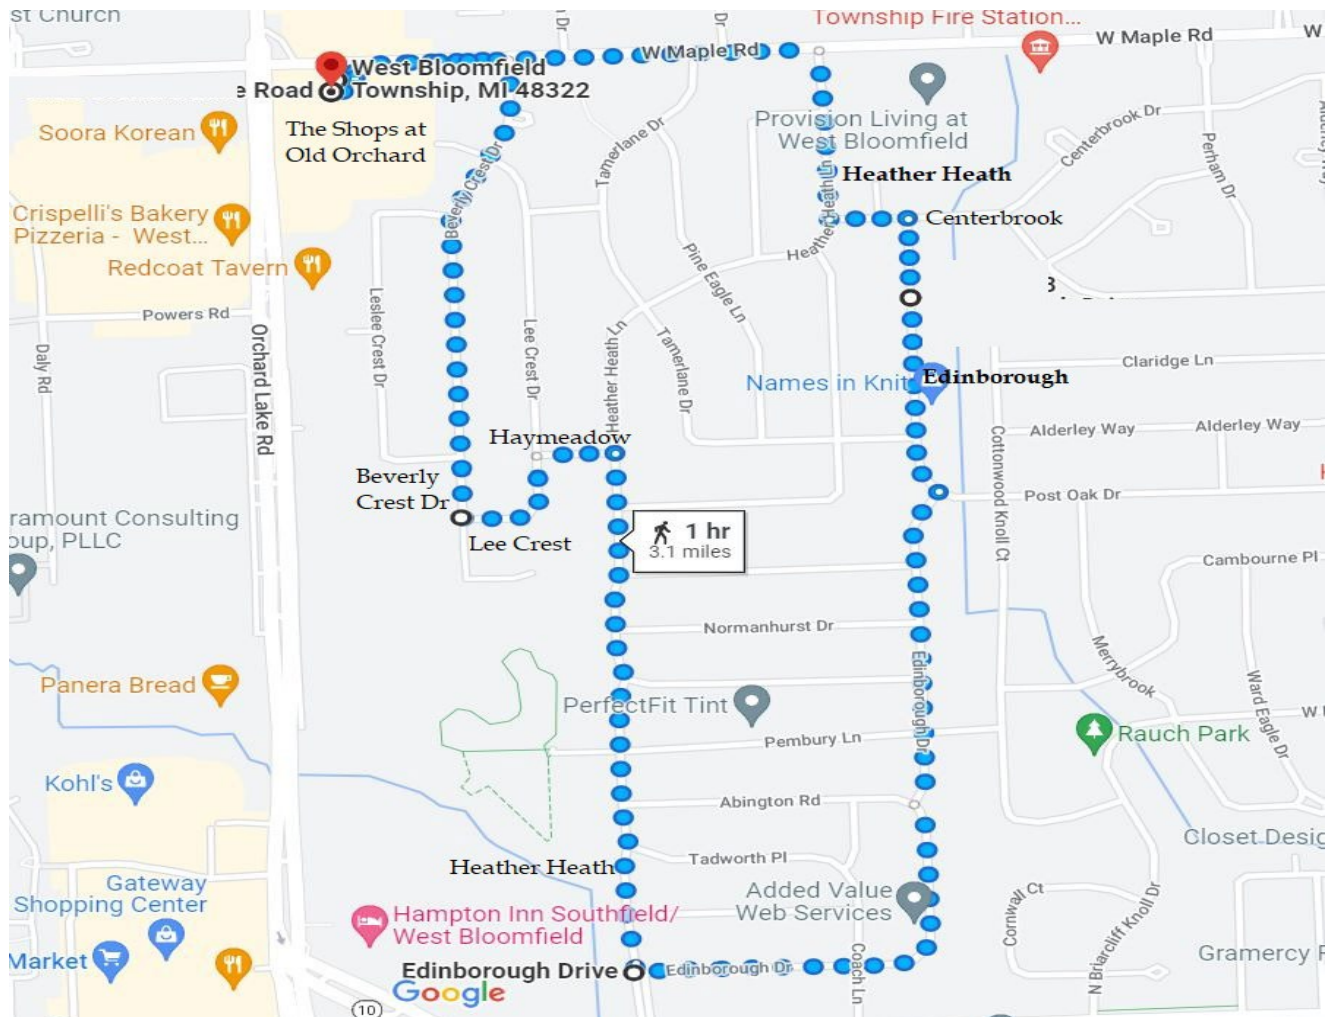 st Church
Township Fire Station...
Dr
Dr
W Maple Rd
W Maple Rd
W
West Bloomfield
Township, MI 48322
e Road
The Shops at
Old Orchard
Soora Korean
Provision Living at
West Bloomfield
Centerbrook Dr
Perham Dr
Tamerlane Dr
Beverly Crest Dr
Heather Heath
Heather Heath Ln
Centerbrook
Crispelli's Bakery
Pizzeria - West...
Redcoat Tavern
Heather
Pine Eagle Ln
Powers Rd
Daly Rd
Orchard Lake Rd
Leslee Crest Dr
Lee Crest Dr
Heather Heath Ln
Tamerlane Dr
Claridge Ln
Names in Knit
Edinborough
Alderley Way
Alderley Way
Haymeadow
Cottonwood Knoll Ct
Beverly
Crest Dr
Post Oak Dr
Lee Crest
ramount Consulting
oup, PLLC
1 hr
3.1 miles
Cambourne Pl
Normanhurst Dr
Edinborough Dr
Merrybrook
Ward Eagle Dr
Panera Bread
PerfectFit Tint
Pembury Ln
Rauch Park
W
Kohl's
Abington Rd
Closet Desig
Tadworth Pl
Heather Heath
Gateway
Shopping Center
Added Value
Web Services
Cornwall Ct
N Briarcliff Knoll Dr
Hampton Inn Southfield/
West Bloomfield
Market
Coach Ln
Gramercy
Edinborough Drive
Edinborough Dr
Google
10